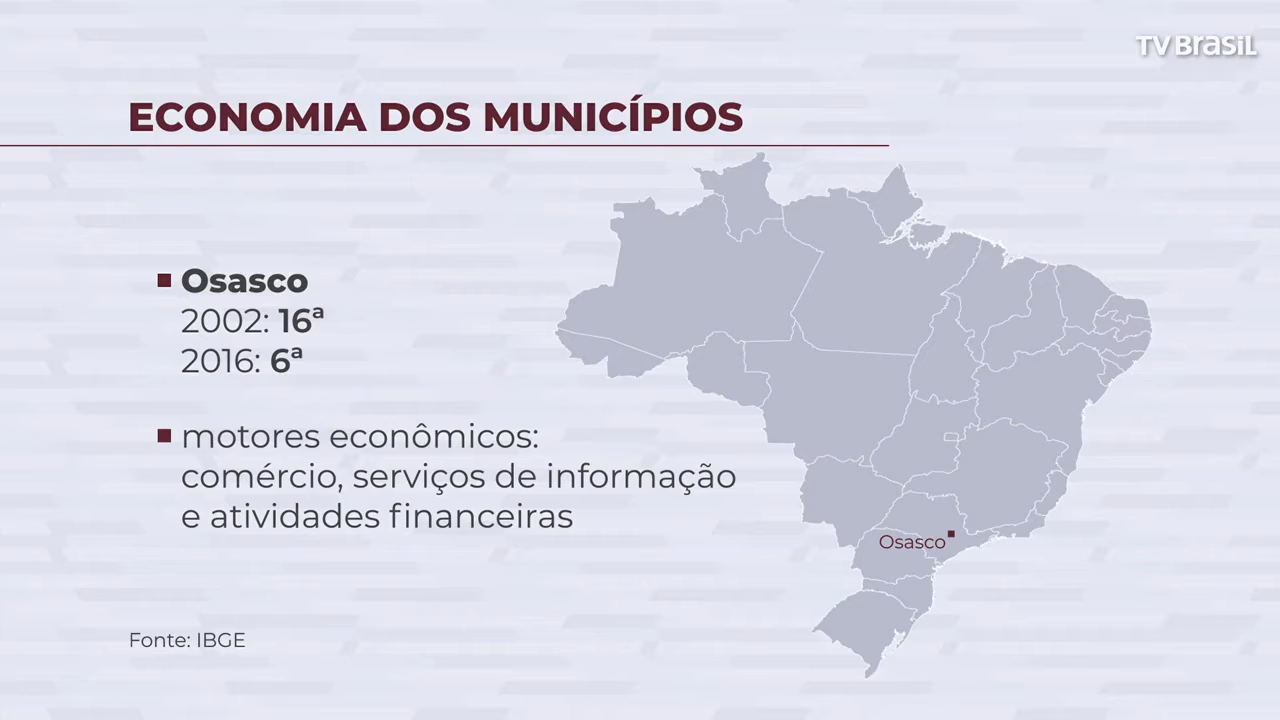 TV BRASIL
ECONOMIA DOS MUNICÍPIOS
Osasco
2002: 16ª
2016: 6ª
motores econômicos:
comércio, serviços de informação
e atividades financeiras
Osasco
Fonte: IBGE